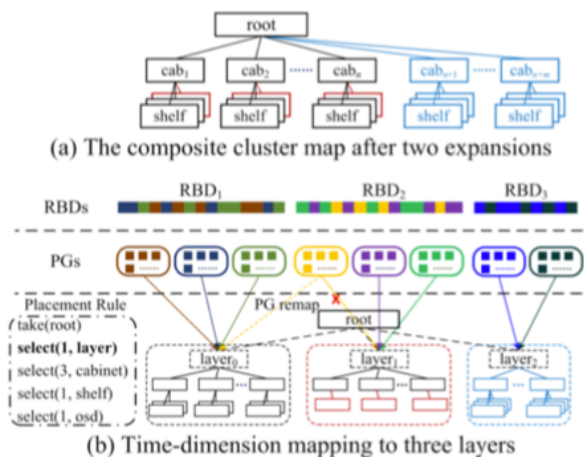 root
cab1 cab2 ...... cabn cabn+1 ...... cabn+m
shelf shelf shelf shelf shelf
(a) The composite cluster map after two expansions
RBD1 RBD2 RBD3
RBDs
PGs
...... ...... ...... ...... ...... ...... ...... ......
Placement Rule
PG remap
X
take(root)
root
select(1, layer)
layer0 layer1 layer2
select(3, cabinet)
select(1, shelf)
select(1, osd)
(b) Time-dimension mapping to three layers